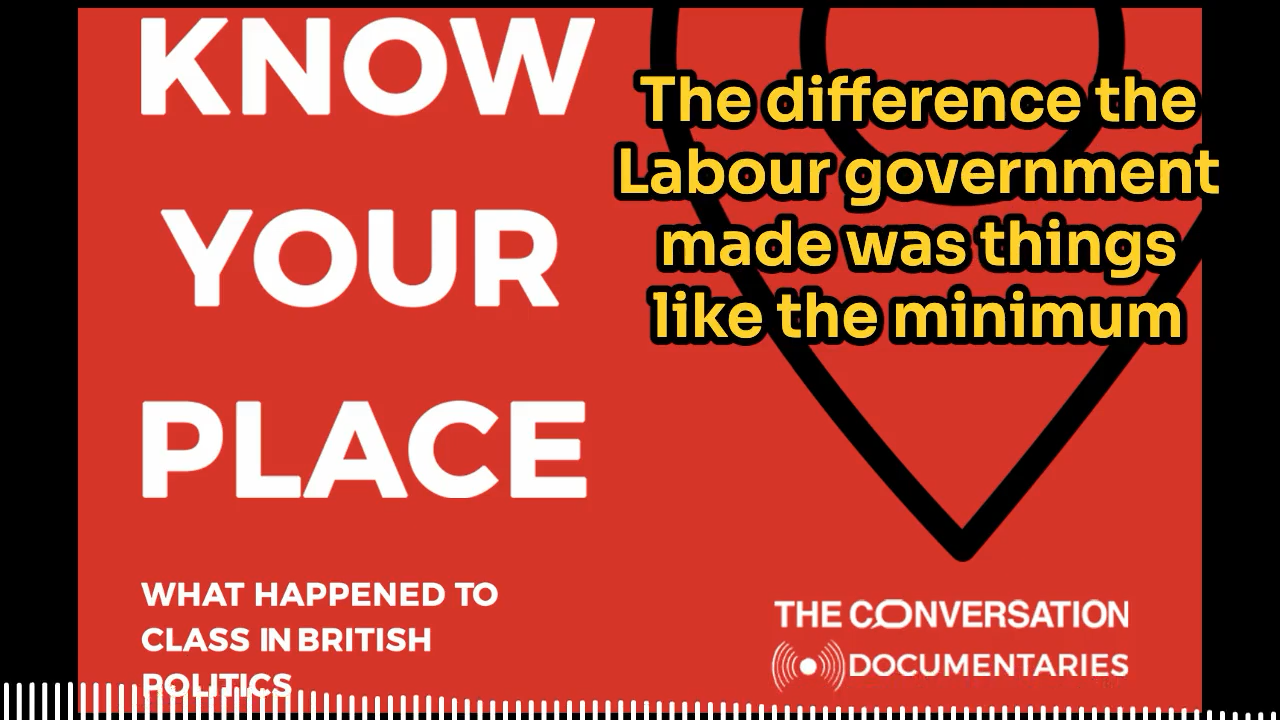 KNOW
YOUR
PLACE
WHAT HAPPENED TO
CLASS IN BRITISH
POLITICS
The difference the
Labour government
made was things
like the minimum
THE CONVERSATION
DOCUMENTARIES